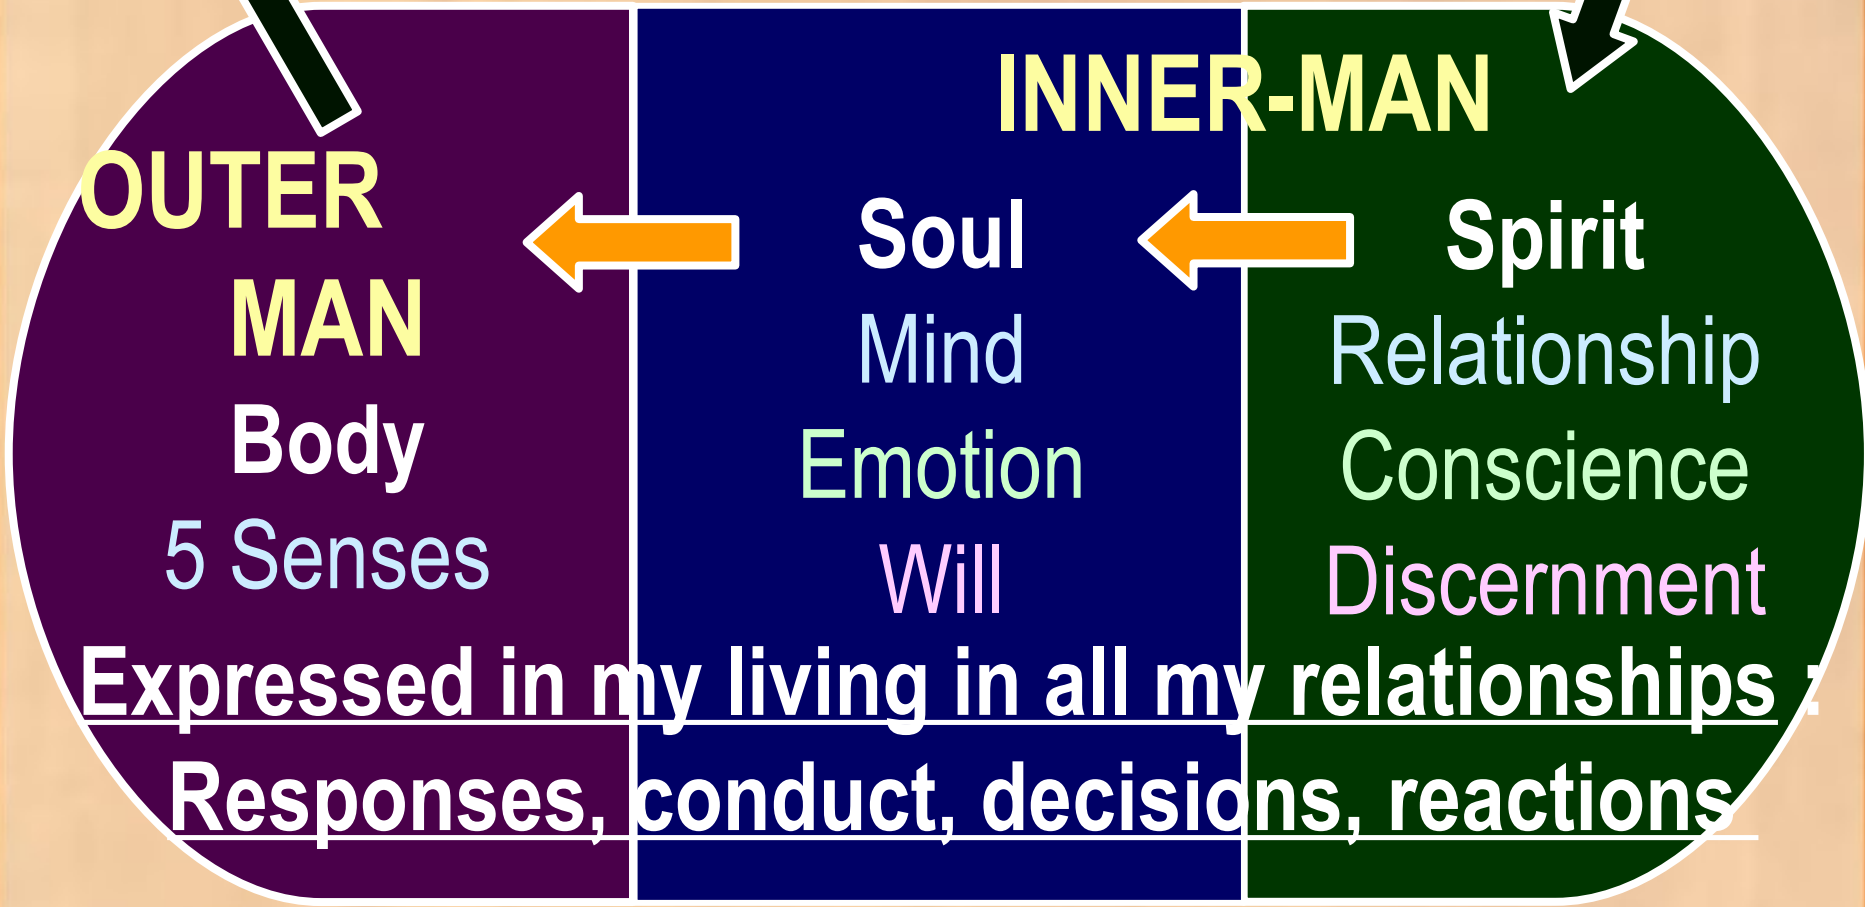 OUTER
MAN
Body
5 Senses
INNER-MAN
Soul
Mind
Emotion
Will
Spirit
Relationship
Conscience
Discernment
Expressed in my living in all my relationships :
Responses, conduct, decisions, reactions